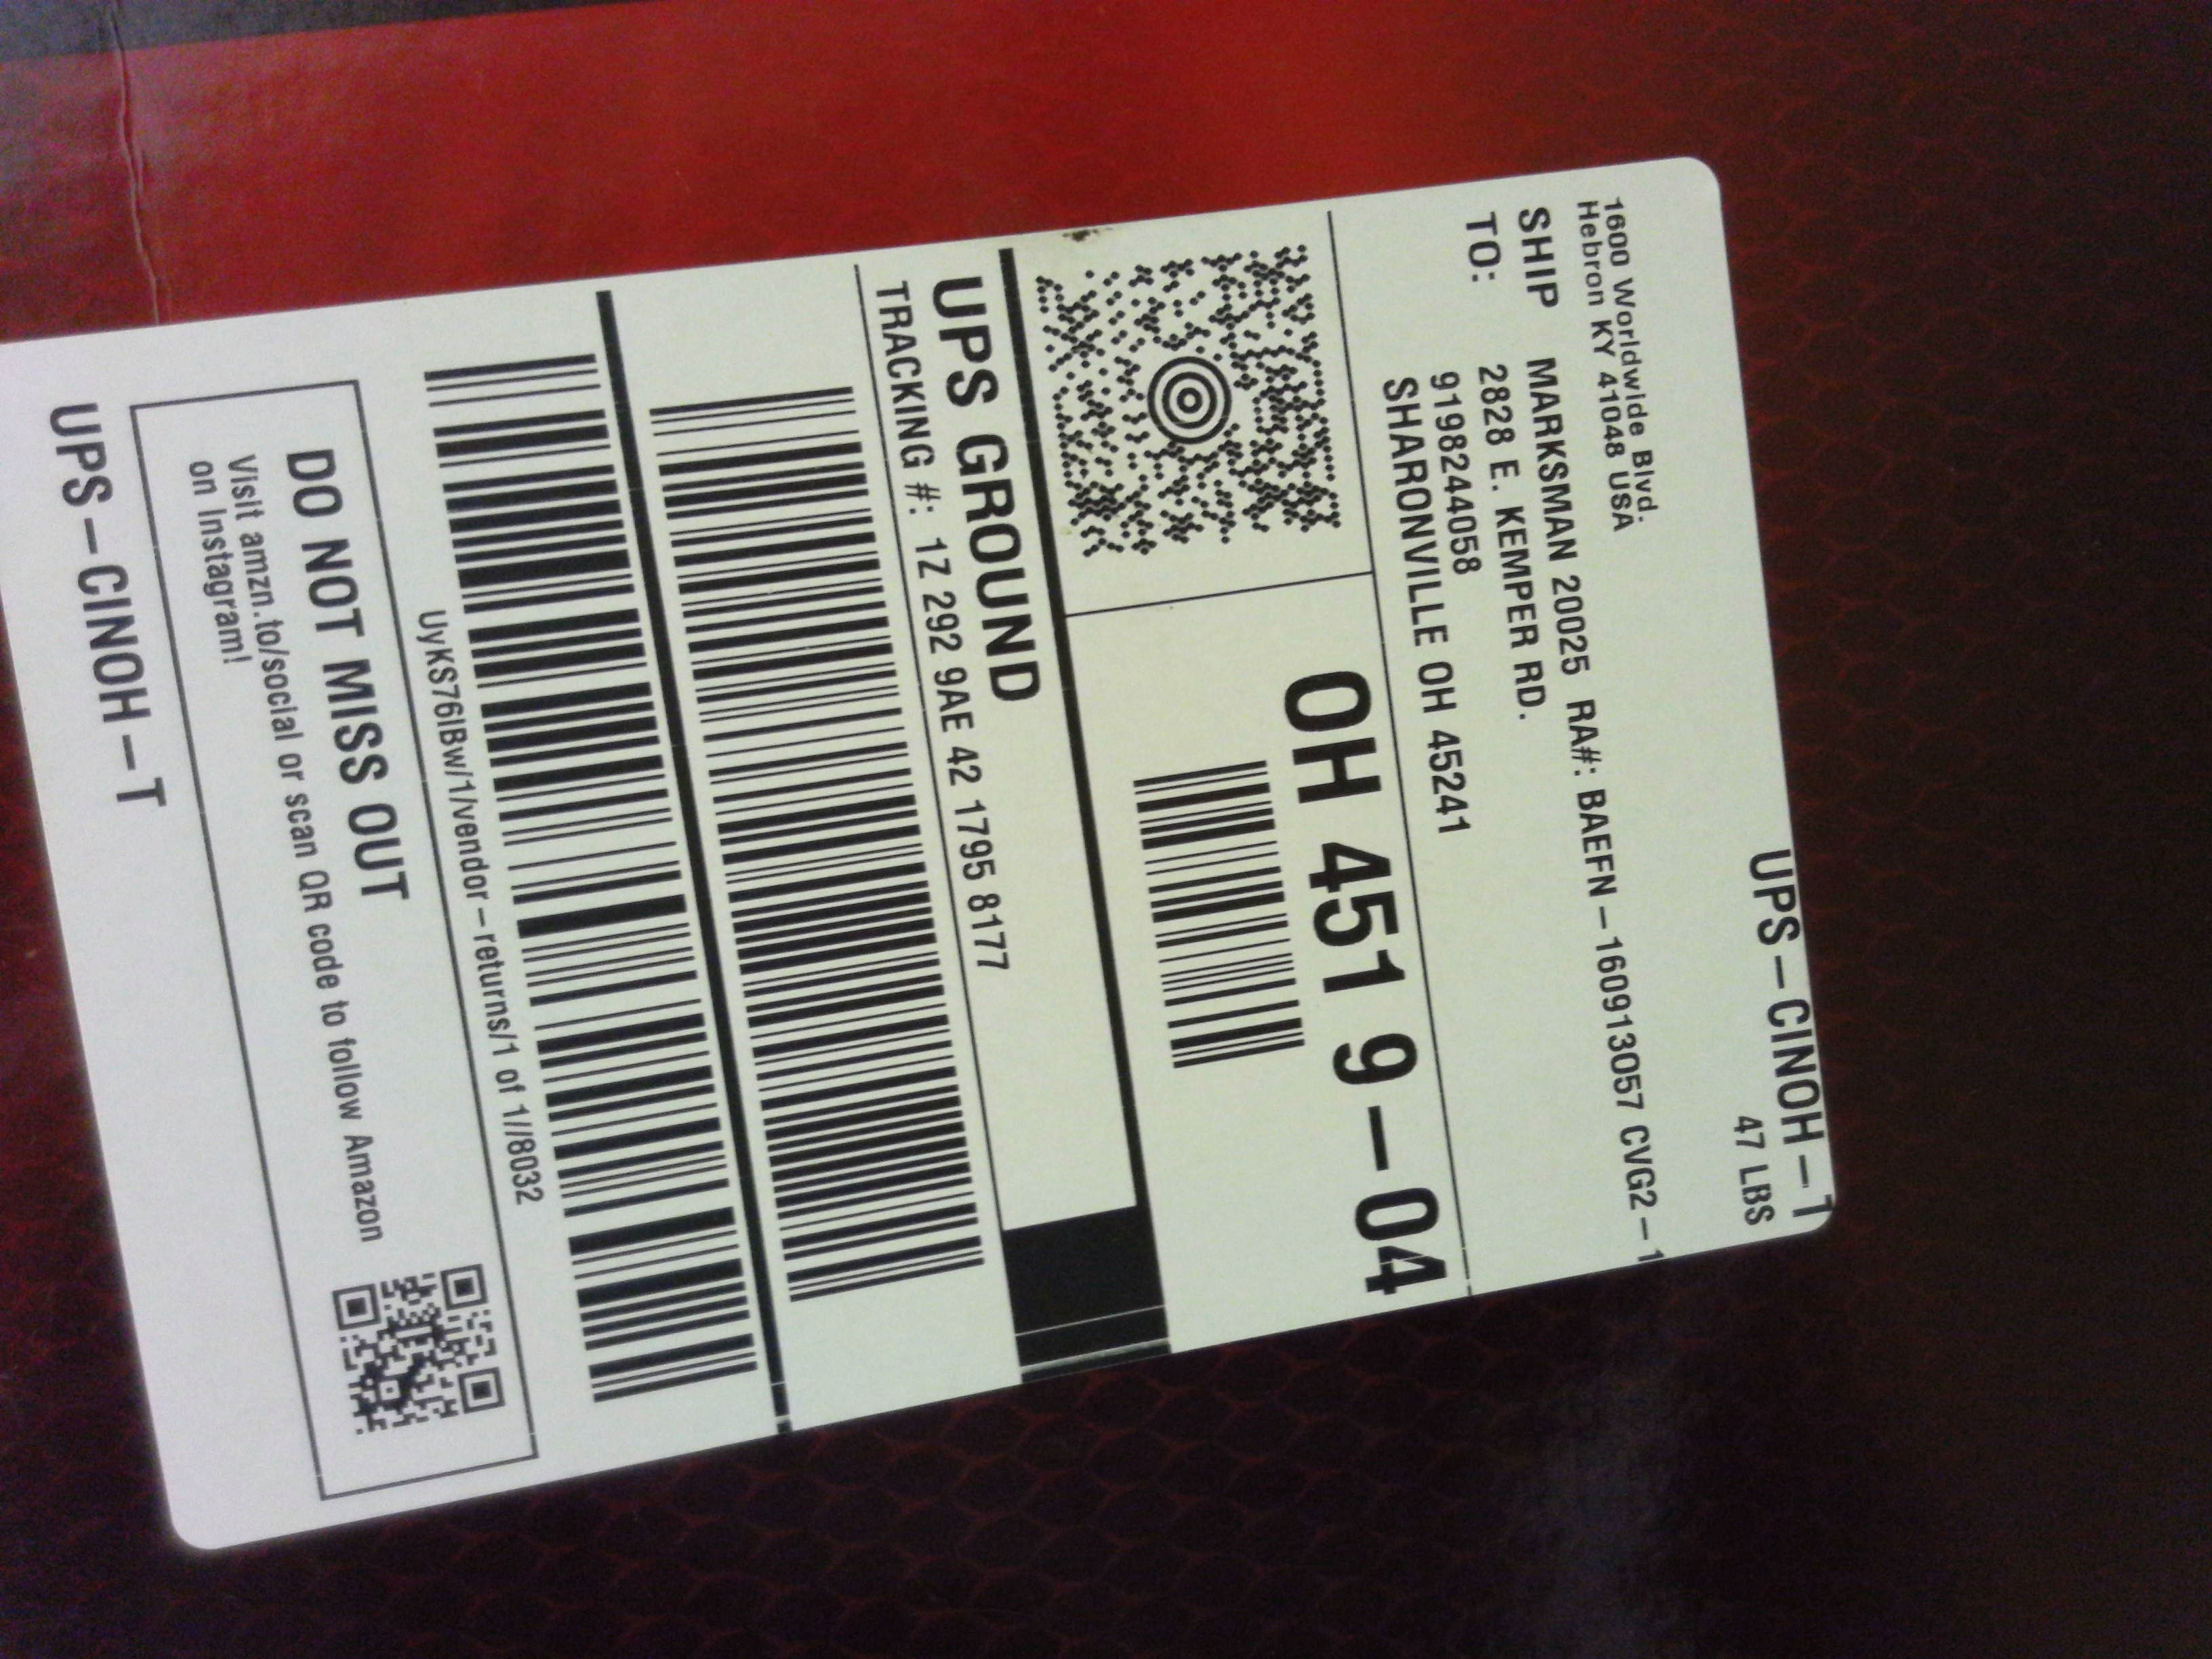 UPS-CINOH-T
47 LBS
1600 Worldwide Blvd.
Hebron KY 41048 USA
SHIP TO:
MARKSMAN 20025 RA#: BAEFN-160913057 CVG2-1
2828 E. KEMPER RD.
9198244058
SHARONVILLE OH 45241
OH 451 9-04
UPS GROUND
TRACKING #: 1Z 292 9AE 42 1795 8177
UyKS76IBw/1/vendor-returns/1 of 1//8032
DO NOT MISS OUT
Visit amzn.to/social or scan QR code to follow Amazon
on Instagram!
UPS-CINOH-T